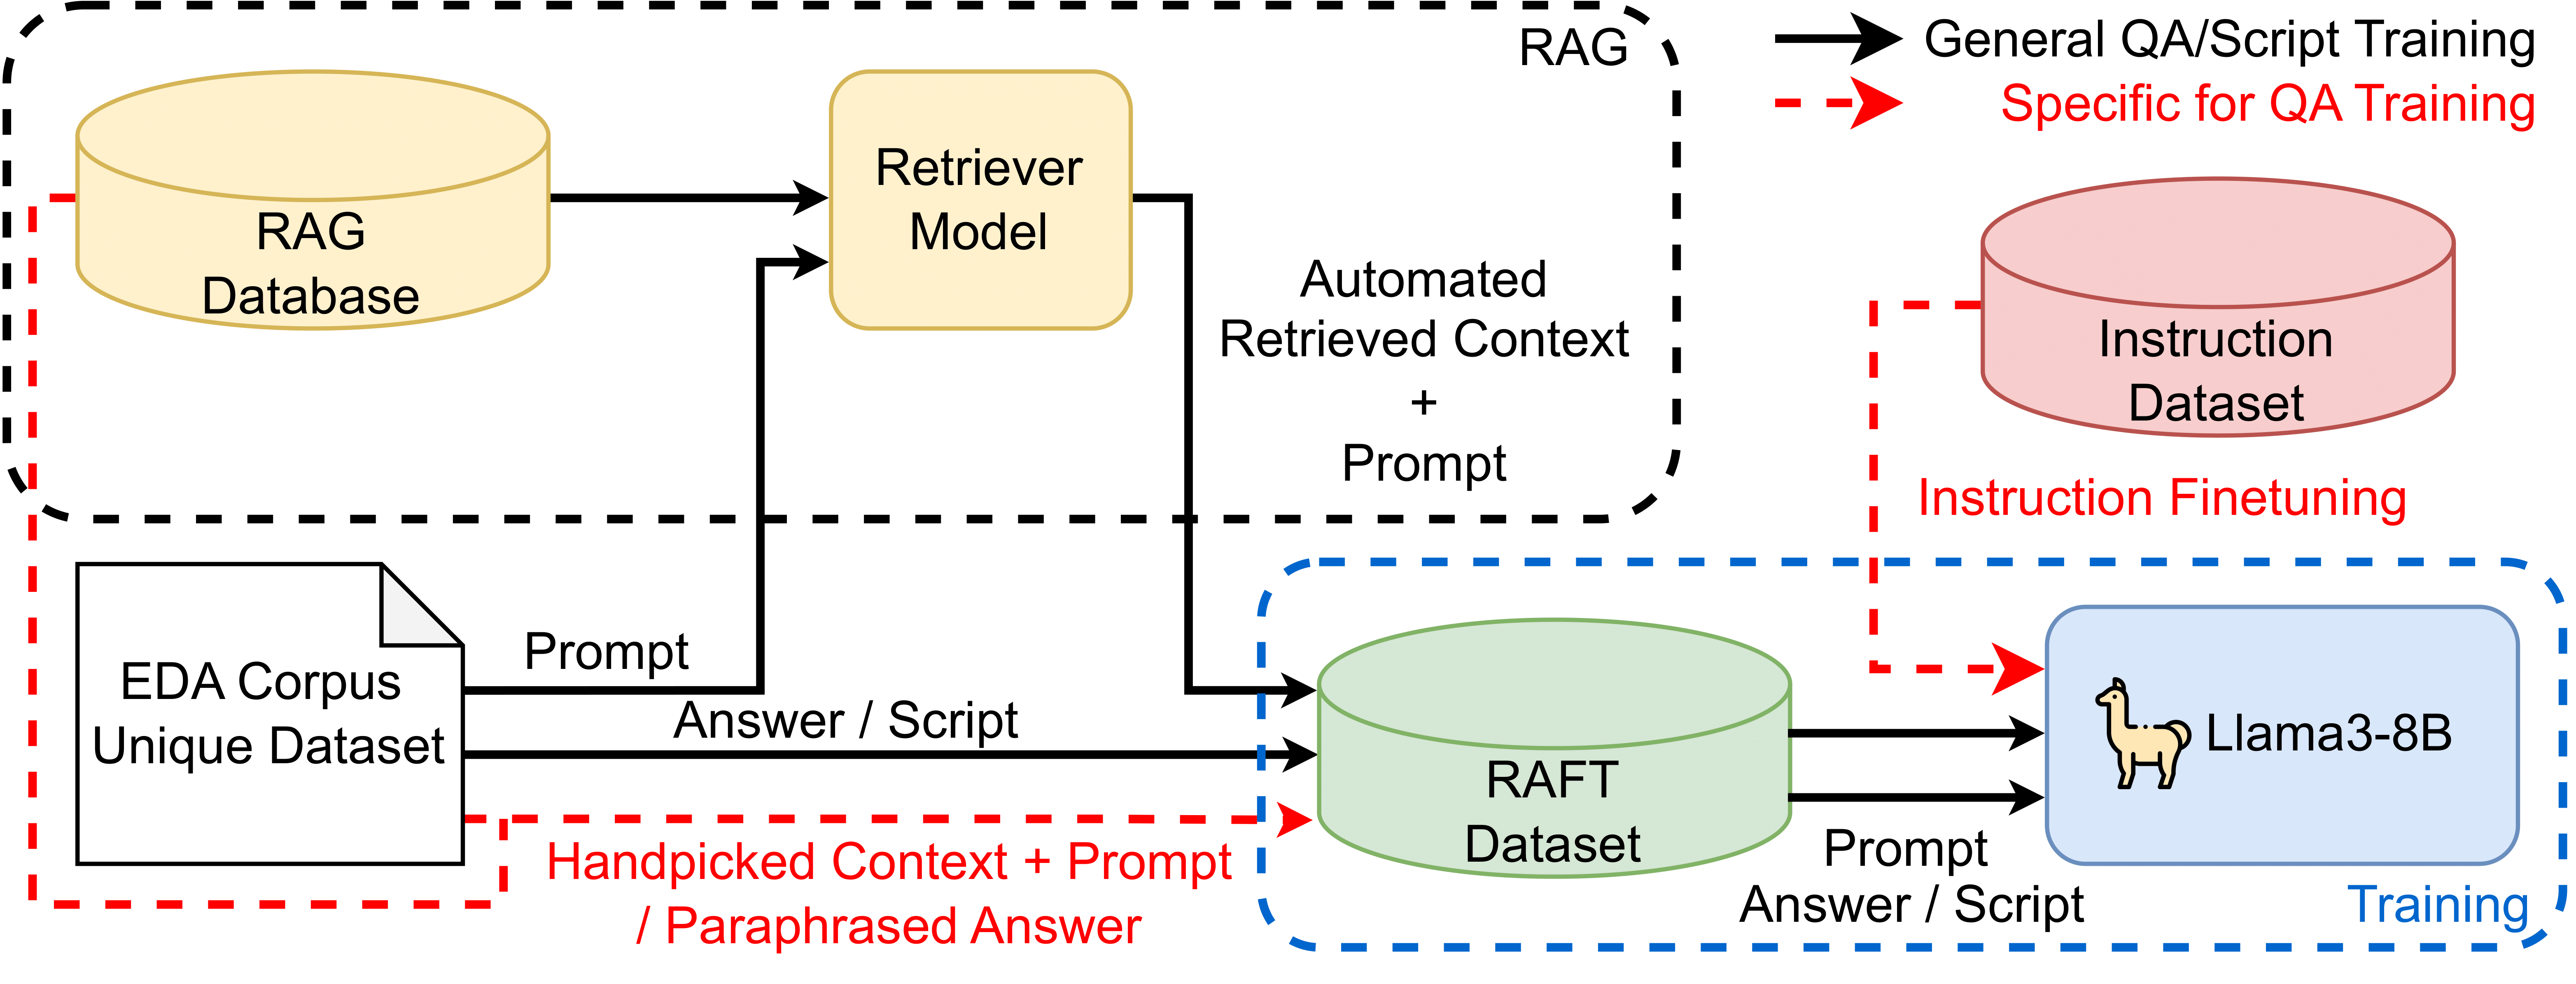 RAG
General QA/Script Training
Specific for QA Training
RAG
Database
Retriever
Model
Automated
Retrieved Context
+
Prompt
Instruction
Dataset
Instruction Finetuning
EDA Corpus
Unique Dataset
Prompt
Answer / Script
Handpicked Context + Prompt
/ Paraphrased Answer
RAFT
Dataset
Prompt
Answer / Script
Llama3-8B
Training